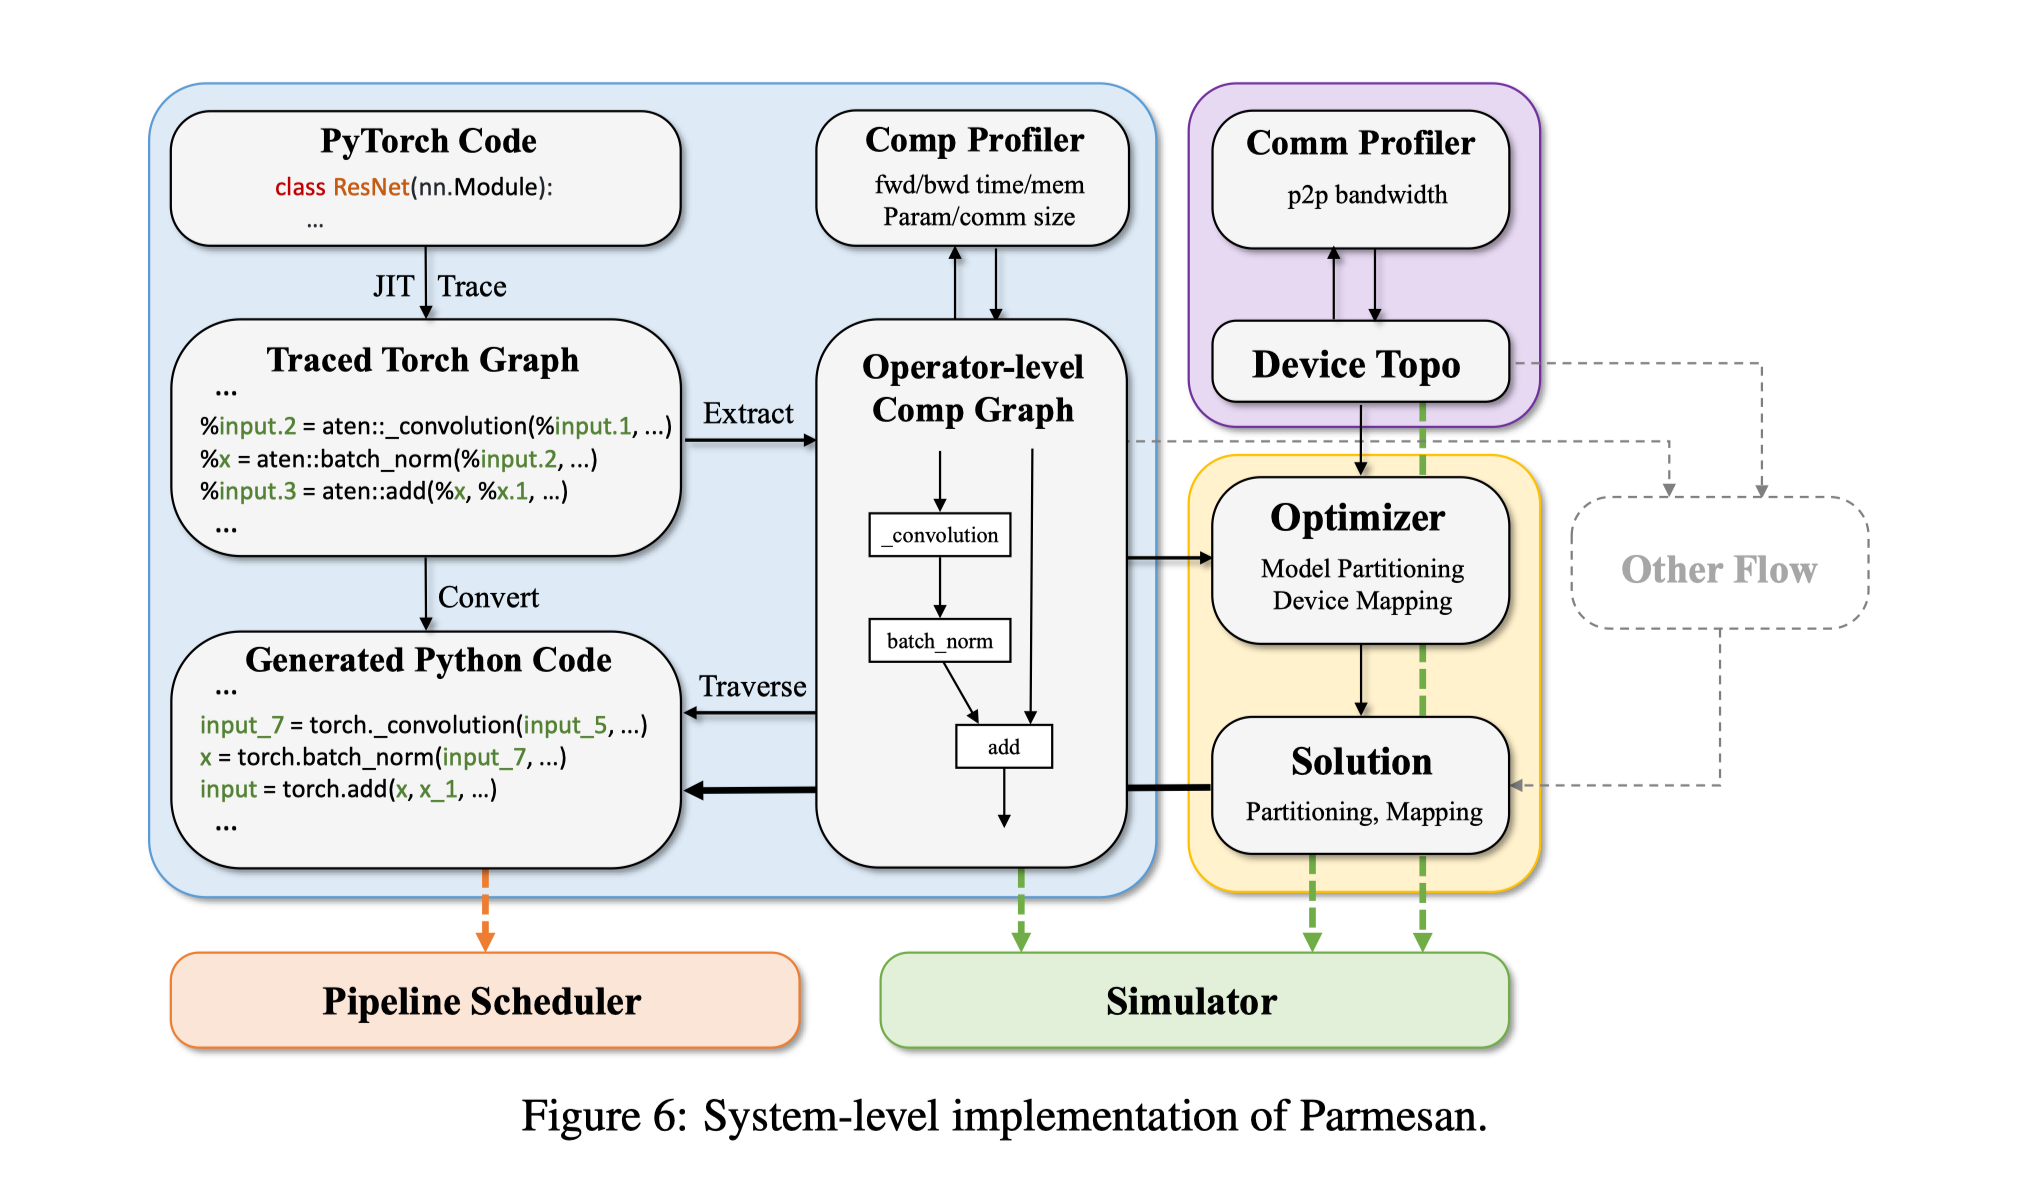 PyTorch Code
class ResNet(nn.Module):
...
JIT Trace
Traced Torch Graph
...
%input.2 = aten::_convolution(%input.1, ...)
%x = aten::batch_norm(%input.2, ...)
%input.3 = aten::add(%x, %x.1, ...)
...
Convert
Generated Python Code
...
input_7 = torch._convolution(input_5, ...)
x = torch.batch_norm(input_7, ...)
input = torch.add(x, x_1, ...)
...
Extract
Traverse
Comp Profiler
fwd/bwd time/mem
Param/comm size
Operator-level
Comp Graph
_convolution
batch_norm
add
Comm Profiler
p2p bandwidth
Device Topo
Optimizer
Model Partitioning
Device Mapping
Solution
Partitioning, Mapping
Other Flow
Pipeline Scheduler
Simulator
Figure 6: System-level implementation of Parmesan.